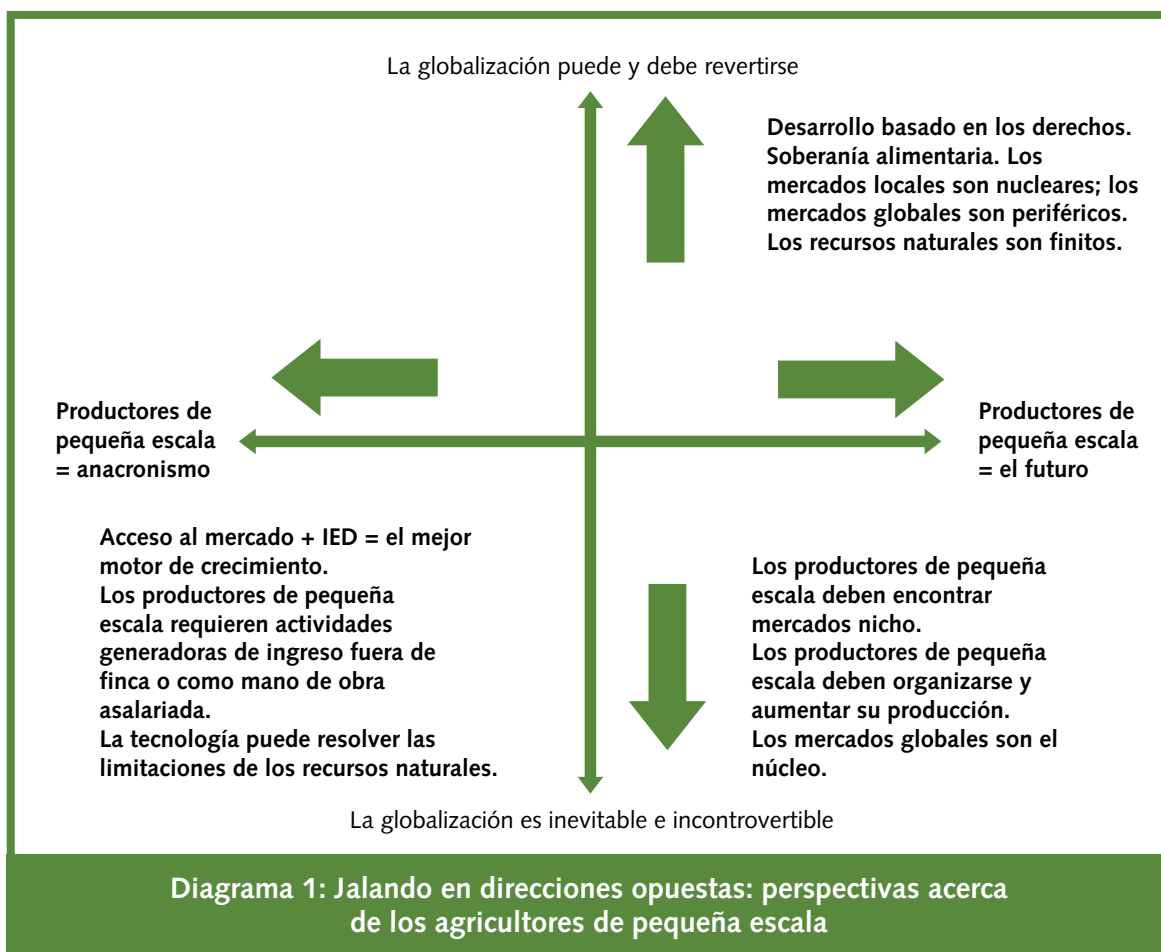 La globalización puede y debe revertirse
Desarrollo basado en los derechos.
Soberanía alimentaria. Los
mercados locales son nucleares; los
mercados globales son periféricos.
Los recursos naturales son finitos.
Productores de
pequeña escala
= anacronismo
Productores de
pequeña escala
= el futuro
Acceso al mercado + IED = el mejor
motor de crecimiento.
Los productores de pequeña
escala requieren actividades
generadoras de ingreso fuera de
finca o como mano de obra
asalariada.
La tecnología puede resolver las
limitaciones de los recursos naturales.
Los productores de pequeña
escala deben encontrar
mercados nicho.
Los productores de pequeña
escala deben organizarse y
aumentar su producción.
Los mercados globales son el
núcleo.
La globalización es inevitable e incontrovertible
Diagrama 1: Jalando en direcciones opuestas: perspectivas acerca
de los agricultores de pequeña escala